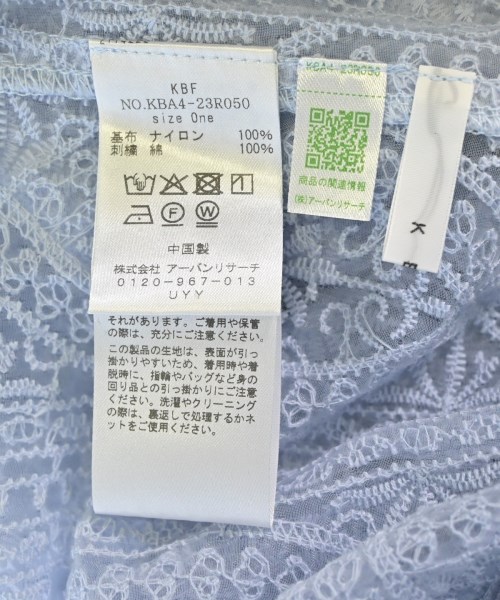 KBF
NO.KBA4-23R050
size One
基布 ナイロン 100%
刺繍 綿 100%
中国製
株式会社 アーバンリサーチ
0120-967-013
UYY
それがあります。ご着用や保管
の際は、充分にご注意ください。
この製品の生地は、表面が引っ
掛かりやすいため、着用時や着
脱時に、指輪やバッグなど身の
回り品との引っ掛かりにご注意
ください。洗濯やクリーニング
の際は、裏返しで処理するかネ
ットをご使用ください。
KBA4-23R050
商品の関連情報
(株)アーバンリサーチ
K